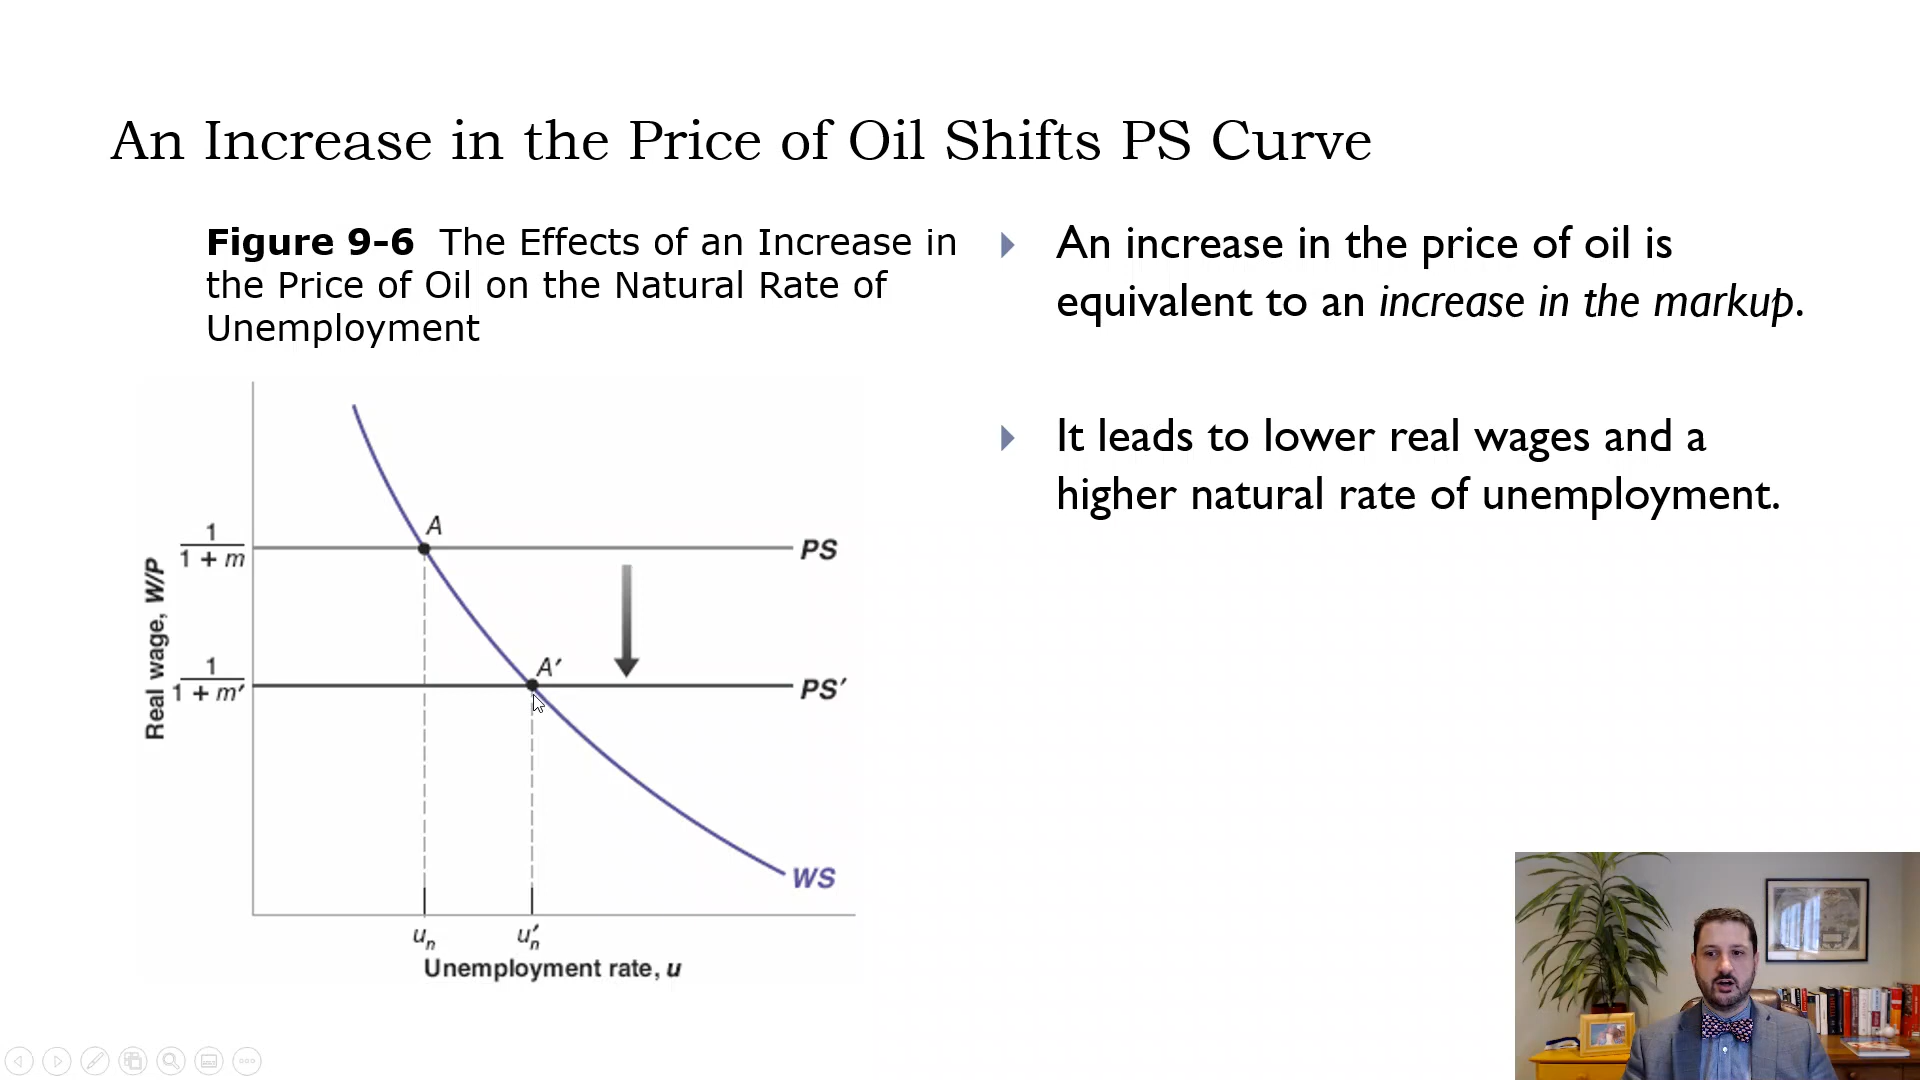 An Increase in the Price of Oil Shifts PS Curve
Figure 9-6 The Effects of an Increase in
the Price of Oil on the Natural Rate of
Unemployment
An increase in the price of oil is
equivalent to an increase in the markup.
It leads to lower real wages and a
higher natural rate of unemployment.
Real wage, W/P
1
1 + m
A
PS
1
1 + m′
A′
PS′
WS
uₙ
u′ₙ
Unemployment rate, u